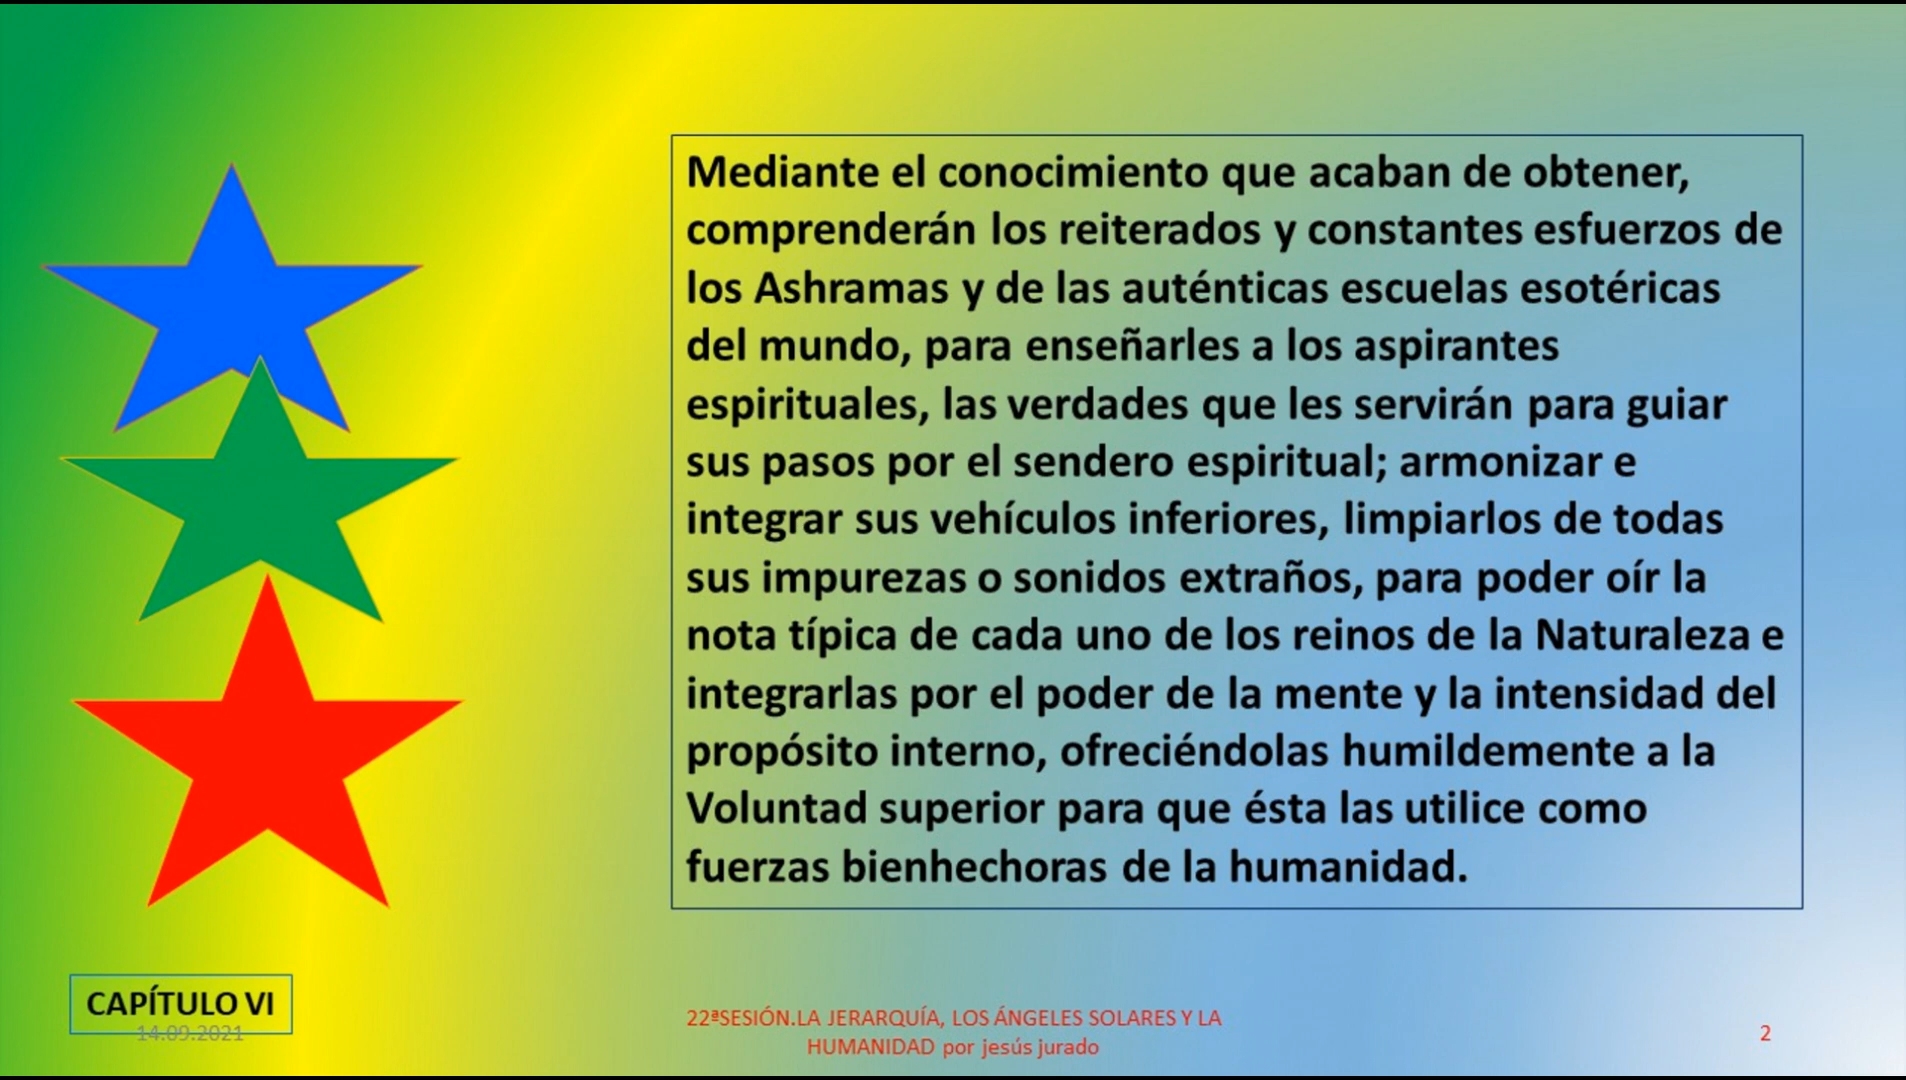 Mediante el conocimiento que acaban de obtener,
comprenderán los reiterados y constantes esfuerzos de
los Ashramas y de las auténticas escuelas esotéricas
del mundo, para enseñarles a los aspirantes
espirituales, las verdades que les servirán para guiar
sus pasos por el sendero espiritual; armonizar e
integrar sus vehículos inferiores, limpiarlos de todas
sus impurezas o sonidos extraños, para poder oír la
nota típica de cada uno de los reinos de la Naturaleza e
integrarlas por el poder de la mente y la intensidad del
propósito interno, ofreciéndolas humildemente a la
Voluntad superior para que ésta las utilice como
fuerzas bienhechoras de la humanidad.
CAPÍTULO VI
14.09.2021
22ªSESIÓN.LA JERARQUÍA, LOS ÁNGELES SOLARES Y LA
HUMANIDAD por jesús jurado
2